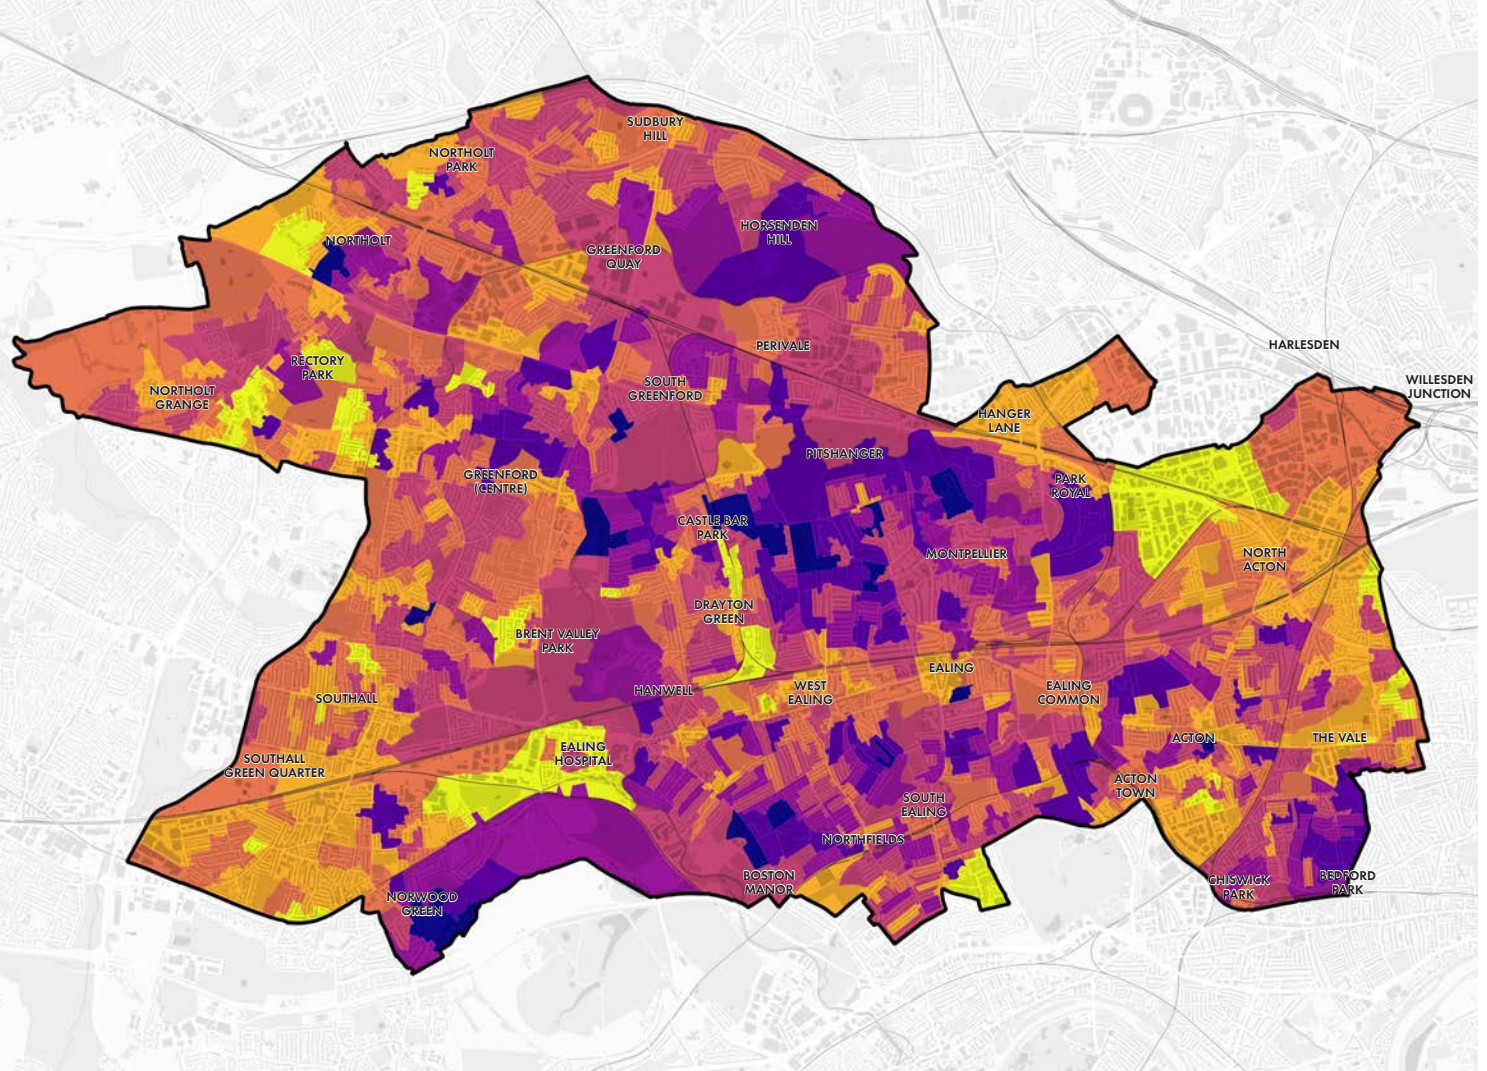 SUDBURY
HILL
NORTHOLT
PARK
HORSENDEN
HILL
NORTHOLT
GREENFORD
QUAY
PERIVALE
HARLESDEN
RECTORY
PARK
WILLESDEN
JUNCTION
NORTHOLT
GRANGE
SOUTH
GREENFORD
HANGER
LANE
PITSHANGER
GREENFORD
(CENTRE)
PARK
ROYAL
CASTLE BAR
PARK
MONTPELLIER
NORTH
ACTON
DRAYTON
GREEN
BRENT VALLEY
PARK
EALING
HANWELL
WEST
EALING
EALING
COMMON
SOUTHALL
ACTON
THE VALE
EALING
HOSPITAL
SOUTHALL
GREEN QUARTER
ACTON
TOWN
SOUTH
EALING
NORTHFIELDS
BOSTON
MANOR
CHISWICK
PARK
BEDFORD
PARK
NORWOOD
GREEN